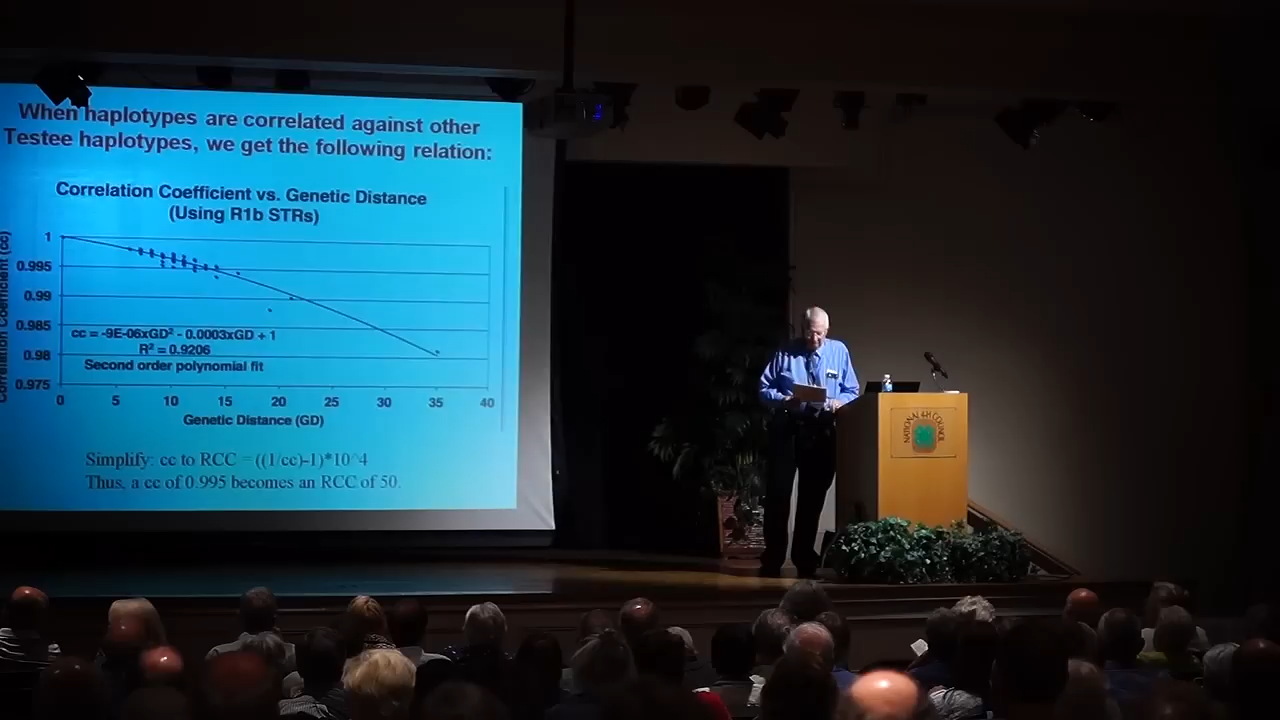 When haplotypes are correlated against other
Testee haplotypes, we get the following relation:
Correlation Coefficient vs. Genetic Distance
(Using R1b STRs)
Correlation Coefficient (cc)
1
0.995
0.99
0.985
0.98
0.975
cc = -9E-06xGD² - 0.0003xGD + 1
R² = 0.9206
Second order polynomial fit
0 5 10 15 20 25 30 35 40
Genetic Distance (GD)
Simplify: cc to RCC = ((1/cc)-1)*10^4
Thus, a cc of 0.995 becomes an RCC of 50.
NATIONAL 4-H COUNCIL